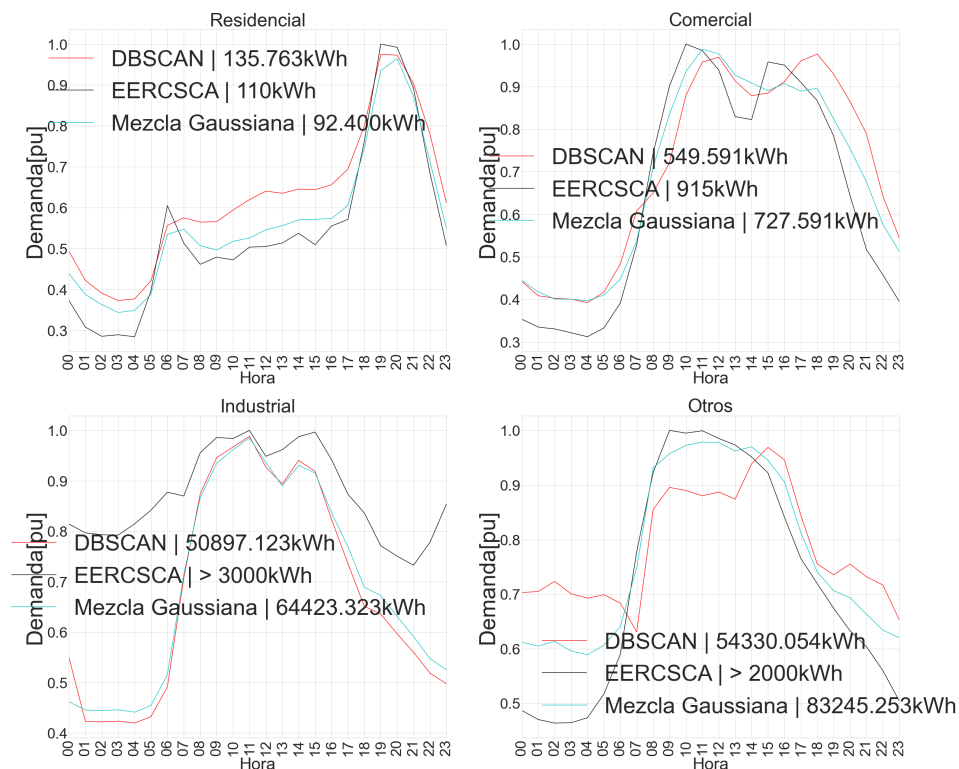 Residencial
1.0
0.9
0.8
0.7
0.6
0.5
0.4
0.3
Demanda[pu]
DBSCAN | 135.763kWh
EERCSCA | 110kWh
Mezcla Gaussiana | 92.400kWh
00 01 02 03 04 05 06 07 08 09 10 11 12 13 14 15 16 17 18 19 20 21 22 23
Hora
Comercial
1.0
0.9
0.8
0.7
0.6
0.5
0.4
0.3
Demanda[pu]
DBSCAN | 549.591kWh
EERCSCA | 915kWh
Mezcla Gaussiana | 727.591kWh
00 01 02 03 04 05 06 07 08 09 10 11 12 13 14 15 16 17 18 19 20 21 22 23
Hora
Industrial
1.0
0.9
0.8
0.7
0.6
0.5
0.4
Demanda[pu]
DBSCAN | 50897.123kWh
EERCSCA | > 3000kWh
Mezcla Gaussiana | 64423.323kWh
00 01 02 03 04 05 06 07 08 09 10 11 12 13 14 15 16 17 18 19 20 21 22 23
Hora
Otros
1.0
0.9
0.8
0.7
0.6
0.5
Demanda[pu]
DBSCAN | 54330.054kWh
EERCSCA | > 2000kWh
Mezcla Gaussiana | 83245.253kWh
00 01 02 03 04 05 06 07 08 09 10 11 12 13 14 15 16 17 18 19 20 21 22 23
Hora